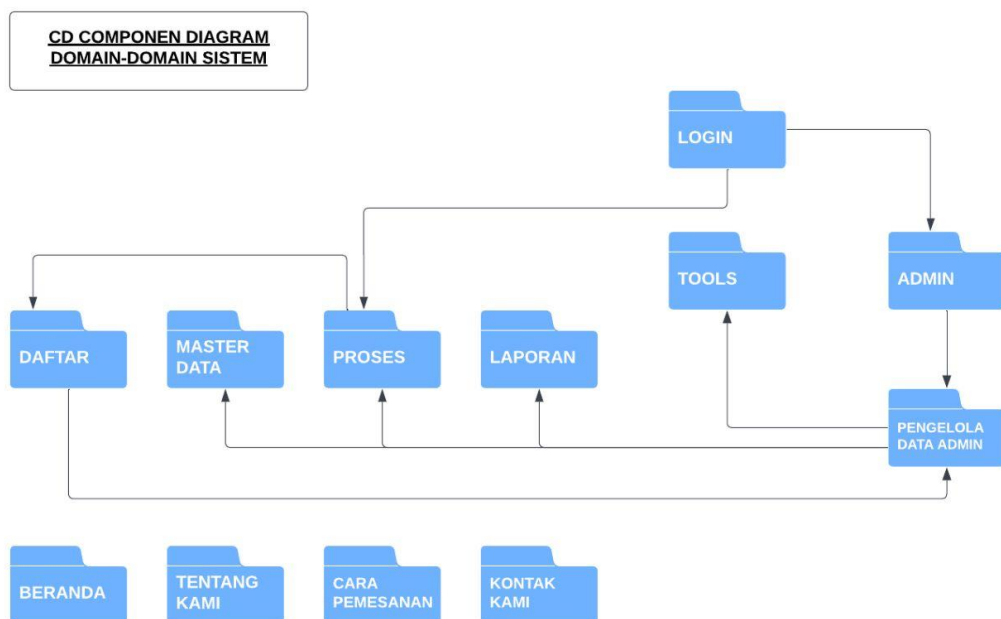 CD COMPONEN DIAGRAM
DOMAIN-DOMAIN SISTEM
LOGIN
TOOLS
ADMIN
DAFTAR
MASTER
DATA
PROSES
LAPORAN
PENGELOLA
DATA ADMIN
BERANDA
TENTANG
KAMI
CARA
PEMESANAN
KONTAK
KAMI